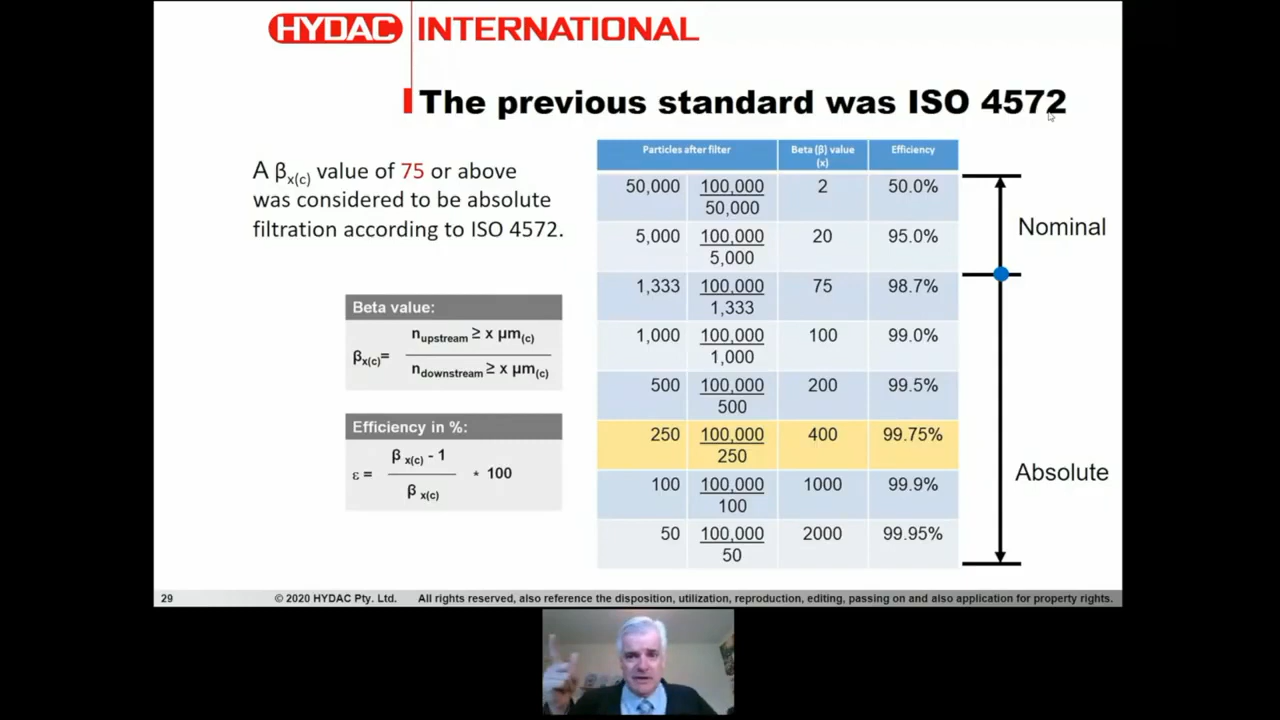 HYDAC INTERNATIONAL
The previous standard was ISO 4572
A βx(c) value of 75 or above
was considered to be absolute
filtration according to ISO 4572.
Beta value:
βx(c)=
nupstream ≥ x µm(c)
ndownstream ≥ x µm(c)
Efficiency in %:
ε =
β x(c) - 1
β x(c)
* 100
Particles after filter
Beta (β) value
(x)
Efficiency
50,000
100,000
50,000
2
50.0%
5,000
100,000
5,000
20
95.0%
1,333
100,000
1,333
75
98.7%
1,000
100,000
1,000
100
99.0%
500
100,000
500
200
99.5%
250
100,000
250
400
99.75%
100
100,000
100
1000
99.9%
50
100,000
50
2000
99.95%
Nominal
Absolute
29
© 2020 HYDAC Pty. Ltd.
All rights reserved, also reference the disposition, utilization, reproduction, editing, passing on and also application for property rights.